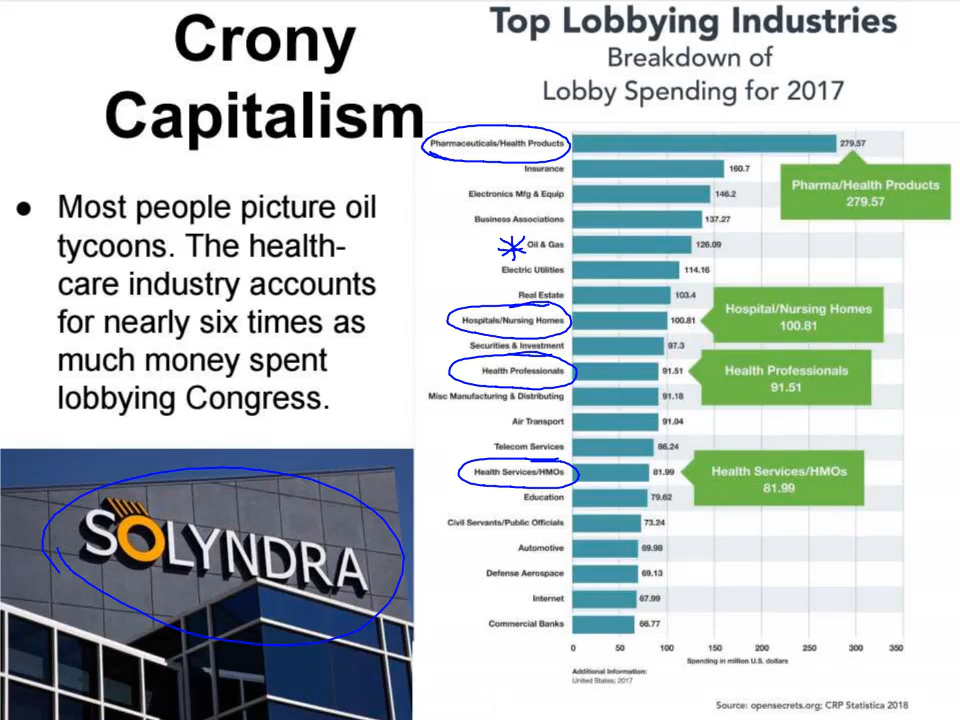 Crony
Capitalism
● Most people picture oil
tycoons. The health-
care industry accounts
for nearly six times as
much money spent
lobbying Congress.
SOLYNDRA
Top Lobbying Industries
Breakdown of
Lobby Spending for 2017
Pharmaceuticals/Health Products 279.57
Insurance 160.7
Pharma/Health Products
279.57
Electronics Mfg & Equip 146.2
Business Associations 137.27
Oil & Gas 126.09
Electric Utilities 114.16
Real Estate 103.4
Hospitals/Nursing Homes 100.81
Hospital/Nursing Homes
100.81
Securities & Investment 97.3
Health Professionals 91.51
Health Professionals
91.51
Misc Manufacturing & Distributing 91.18
Air Transport 91.04
Telecom Services 86.24
Health Services/HMOs 81.99
Health Services/HMOs
81.99
Education 79.62
Civil Servants/Public Officials 73.24
Automotive 69.98
Defense Aerospace 69.13
Internet 67.99
Commercial Banks 66.77
0 50 100 150 200 250 300 350
Spending in million U.S. dollars
Additional Information:
United States; 2017
Source: opensecrets.org; CRP Statistica 2018